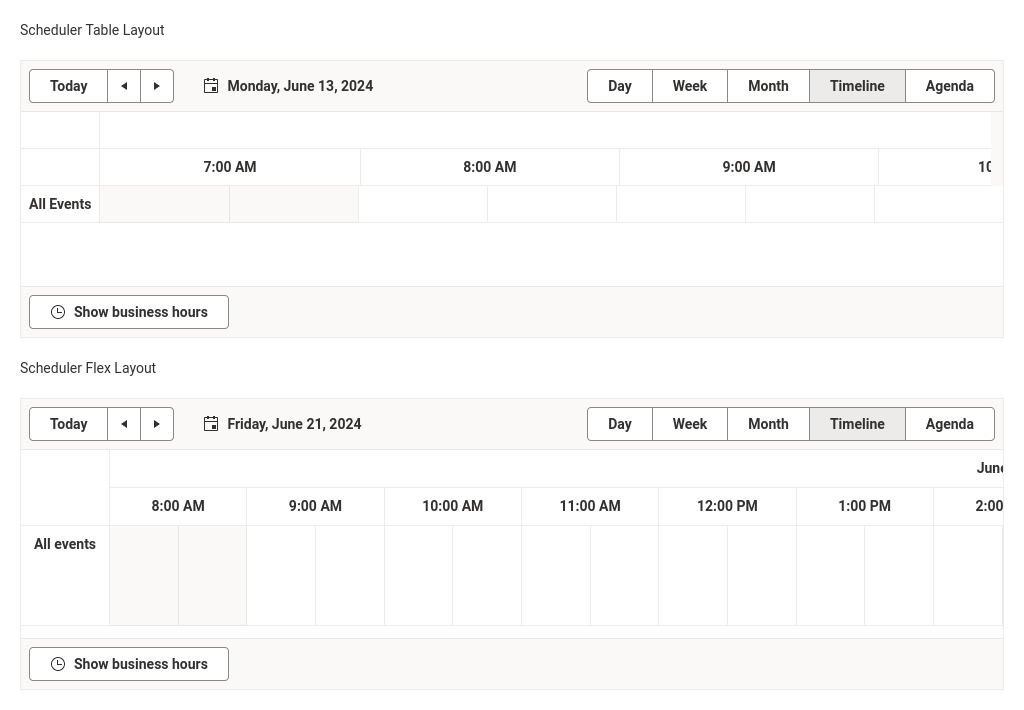 Scheduler Table Layout
Today Monday, June 13, 2024 Day Week Month Timeline Agenda
7:00 AM 8:00 AM 9:00 AM 10
All Events
Show business hours
Scheduler Flex Layout
Today Friday, June 21, 2024 Day Week Month Timeline Agenda
June
8:00 AM 9:00 AM 10:00 AM 11:00 AM 12:00 PM 1:00 PM 2:00
All events
Show business hours